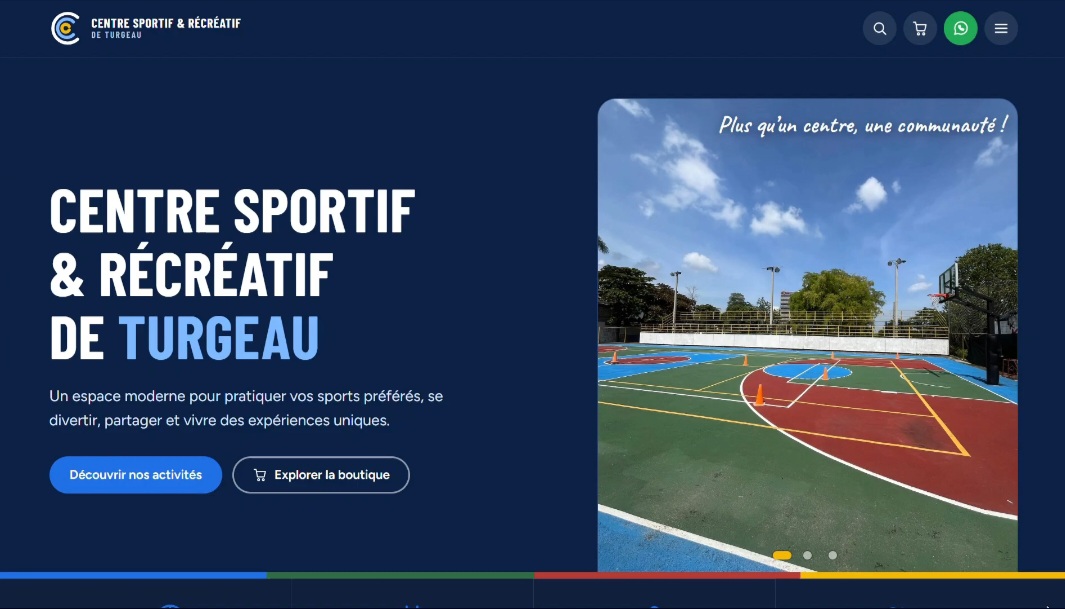 CENTRE SPORTIF & RÉCRÉATIF
DE TURGEAU
Plus qu'un centre, une communauté !
CENTRE SPORTIF
& RÉCRÉATIF
DE TURGEAU
Un espace moderne pour pratiquer vos sports préférés, se
divertir, partager et vivre des expériences uniques.
Découvrir nos activités
Explorer la boutique